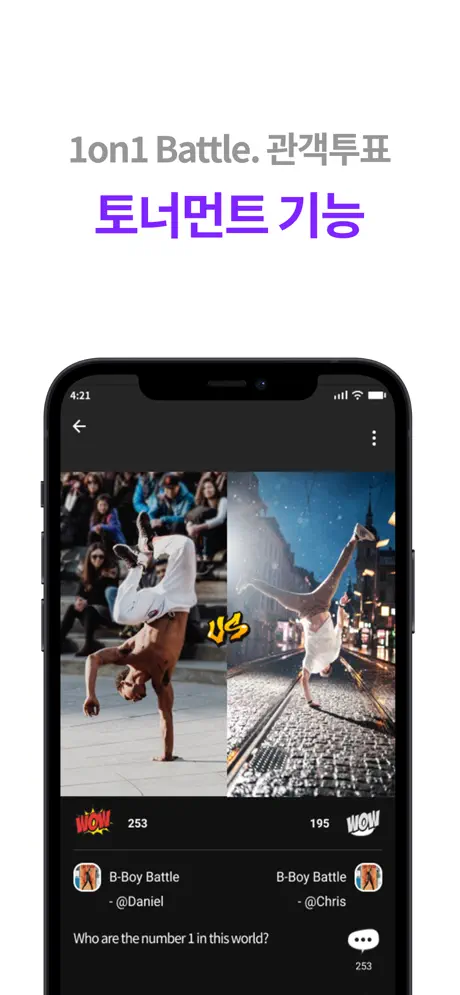 1on1 Battle. 관객투표
토너먼트 기능
4:21
VS
WOW 253 195 WOW
B-Boy Battle B-Boy Battle
- @Daniel - @Chris
Who are the number 1 in this world?
253